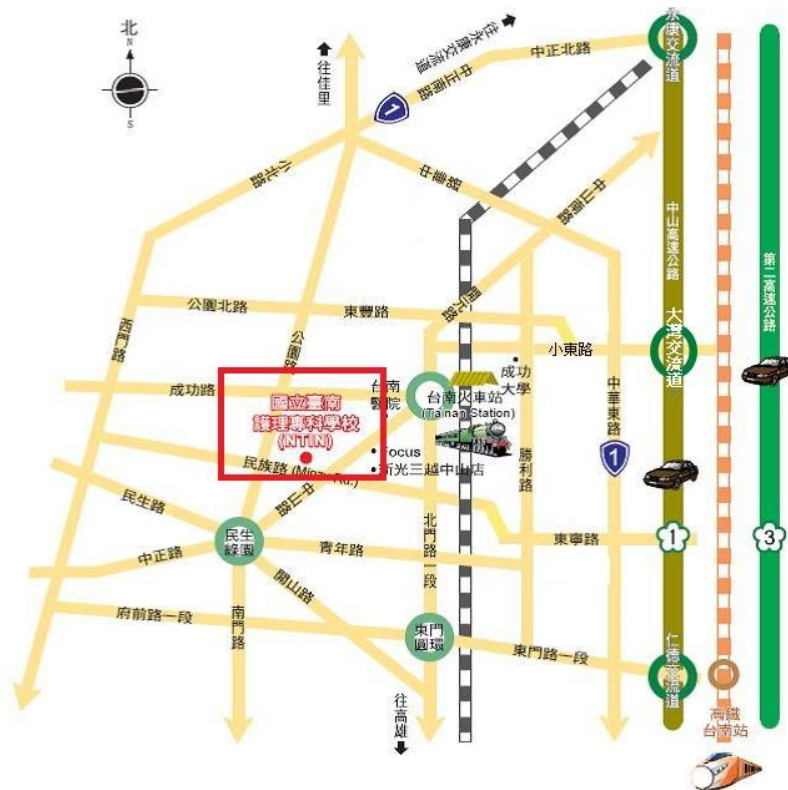 北
N
S
往佳里
往永康交流道
中正北路
永康交流道
中正南路
1
小北路
中華路
中山南路
中山高速公路
第二高速公路
公園北路
東豐路
開元路
公園路
西門路
小東路
大灣交流道
成功路
台南
醫院
台南火車站
(Tainan Station)
成功
大學
國立臺南
護理專科學校
(NTIN)
中華東路
1
•Focus
•新光三越中山店
民族路 (Minzu Rd.)
中山路
勝利路
民生路
北門路一段
民生
綠園
青年路
東寧路
1
3
中正路
開山路
府前路一段
南門路
東門
圓環
東門路一段
仁德交流道
高鐵
台南站
往高雄